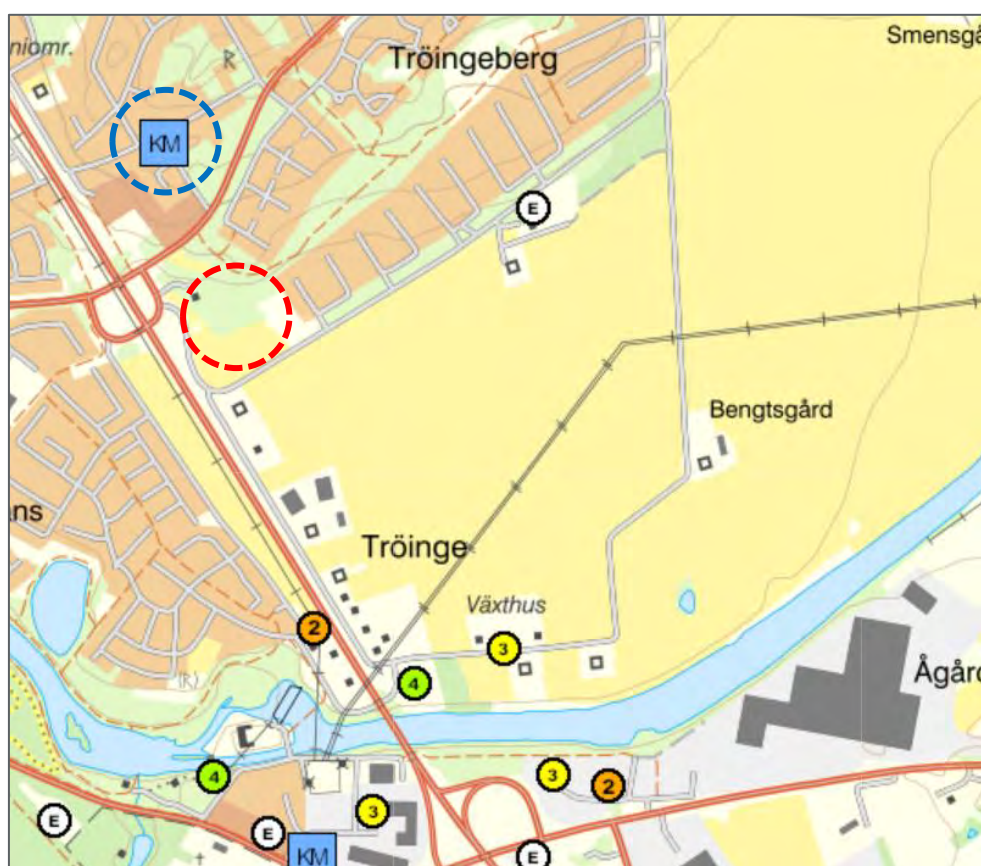 Smensgå
niomr.
R
Tröingeberg
KM
E
Bengtsgård
ns
Tröinge
Växthus
2
3
(R)
4
Ågård
4
3
2
3
E
E
KM
E